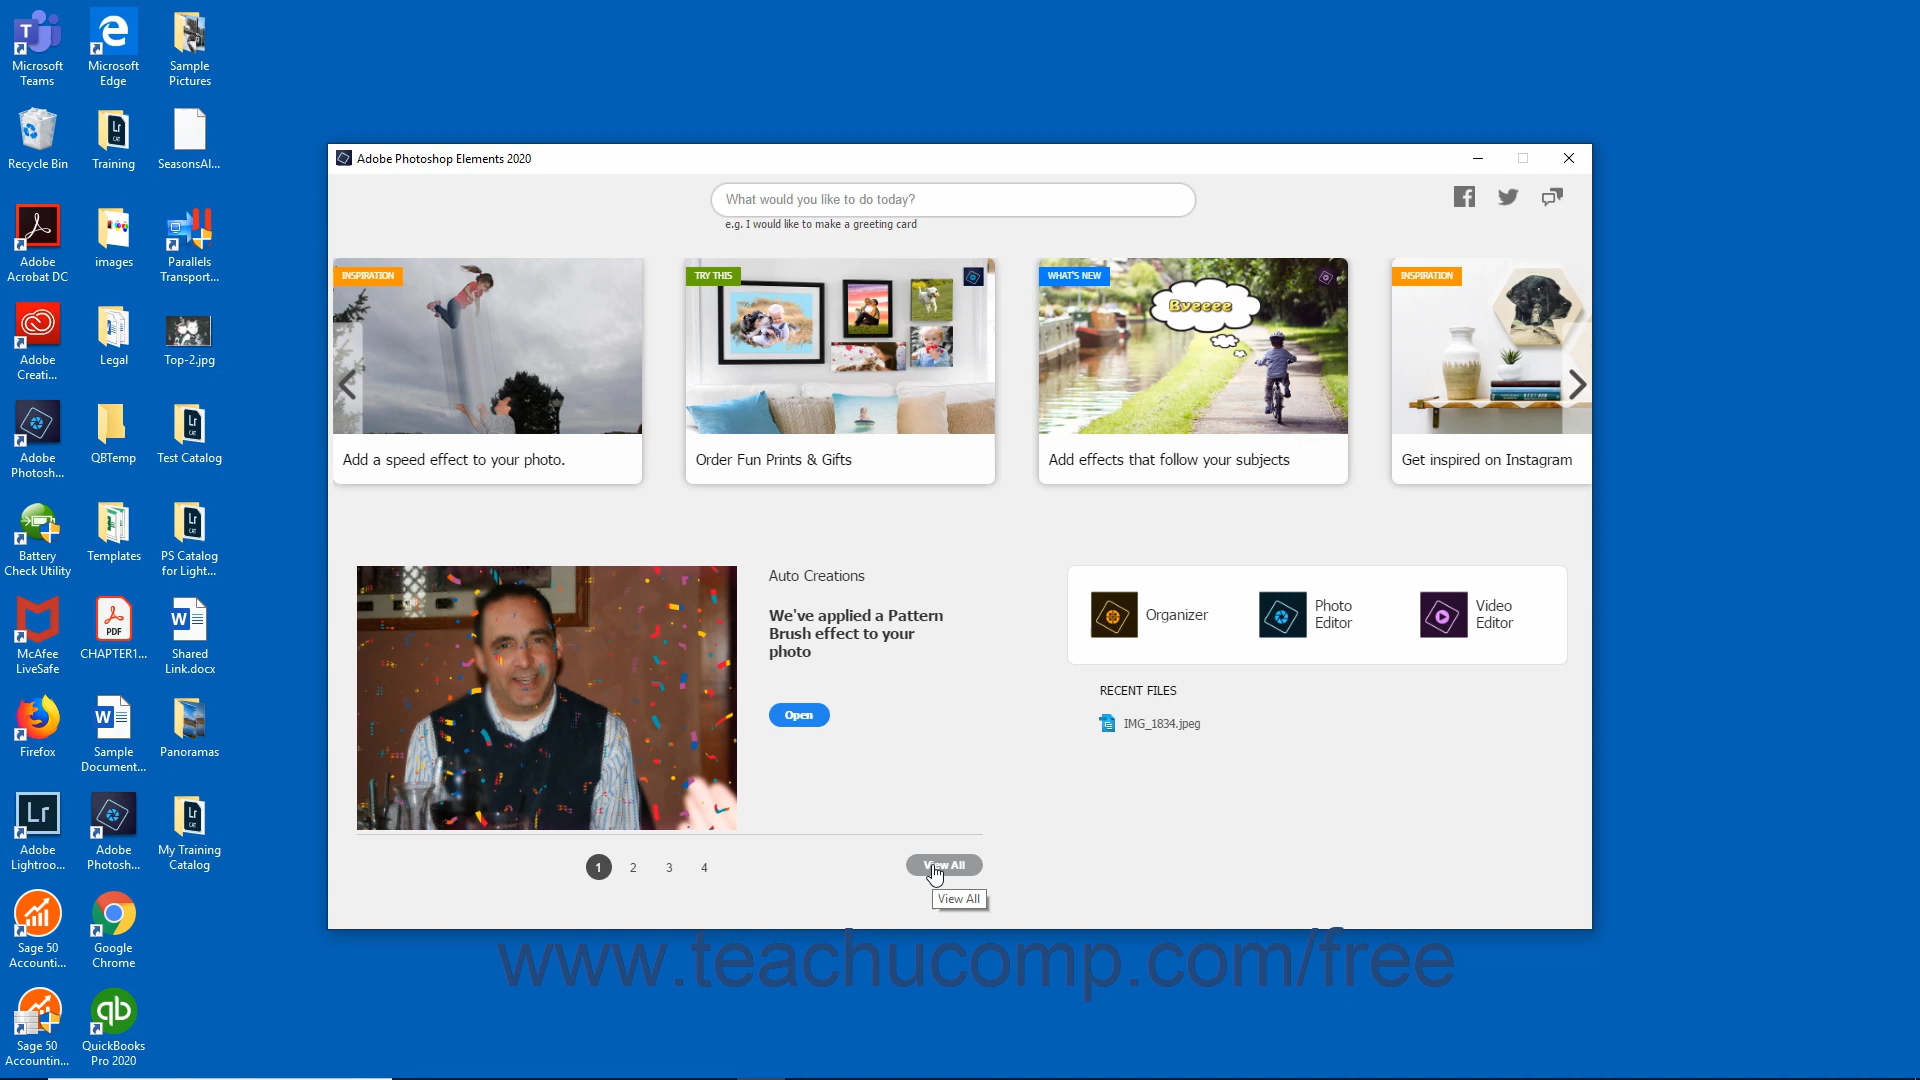 Microsoft
Teams
Microsoft
Edge
Sample
Pictures
Recycle Bin
Training
SeasonsAl...
Adobe
Acrobat DC
images
Parallels
Transport...
Adobe
Creati...
Legal
Top-2.jpg
Adobe
Photosh...
QBTemp
Test Catalog
Battery
Check Utility
Templates
PS Catalog
for Light...
McAfee
LiveSafe
PDF
CHAPTER1...
Shared
Link.docx
Firefox
Sample
Document...
Panoramas
Adobe
Lightroo...
Adobe
Photosh...
My Training
Catalog
Sage 50
Accounti...
Google
Chrome
Sage 50
Accountin...
QuickBooks
Pro 2020
Adobe Photoshop Elements 2020
What would you like to do today?
e.g. I would like to make a greeting card
INSPIRATION
Add a speed effect to your photo.
TRY THIS
Order Fun Prints & Gifts
WHAT'S NEW
Byeeee
Add effects that follow your subjects
INSPIRATION
Get inspired on Instagram
Auto Creations
We've applied a Pattern
Brush effect to your
photo
Open
1 2 3 4
View All
View All
Organizer
Photo
Editor
Video
Editor
RECENT FILES
IMG_1834.jpeg
www.teachucomp.com/free